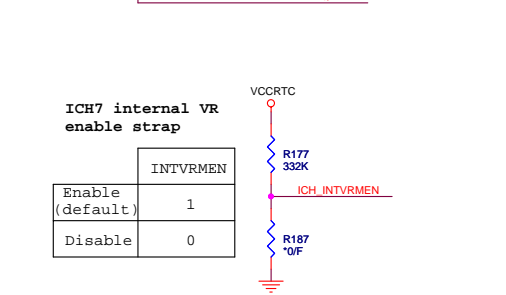 VCCRTC
ICH7 internal VR
enable strap
R177
332K
INTVRMEN
ICH_INTVRMEN
Enable
(default)
1
Disable
0
R187
*0/F